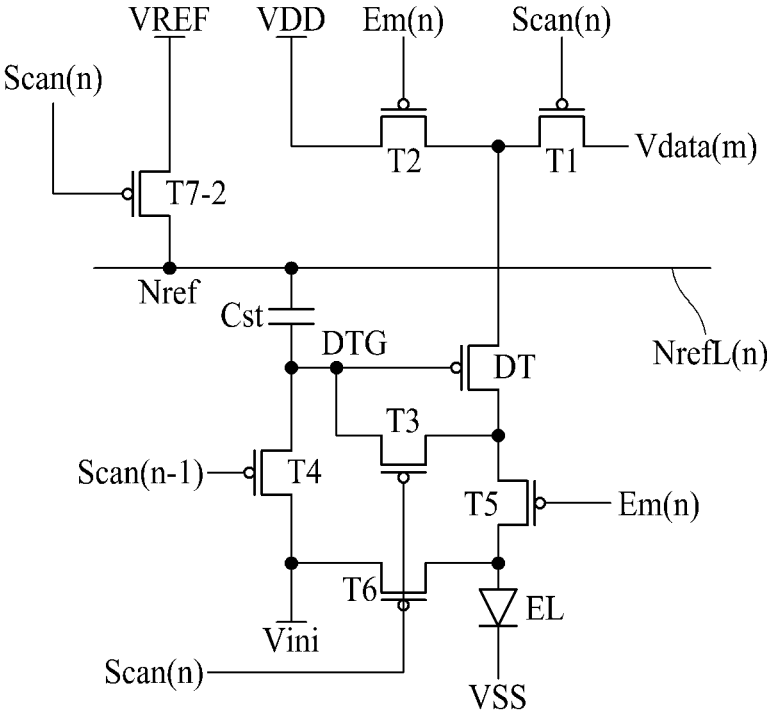 VREF
VDD
Em(n)
Scan(n)
Scan(n)
T2
T1
Vdata(m)
T7-2
Nref
Cst
DTG
NrefL(n)
DT
T3
Scan(n-1)
T4
T5
Em(n)
T6
EL
Vini
Scan(n)
VSS